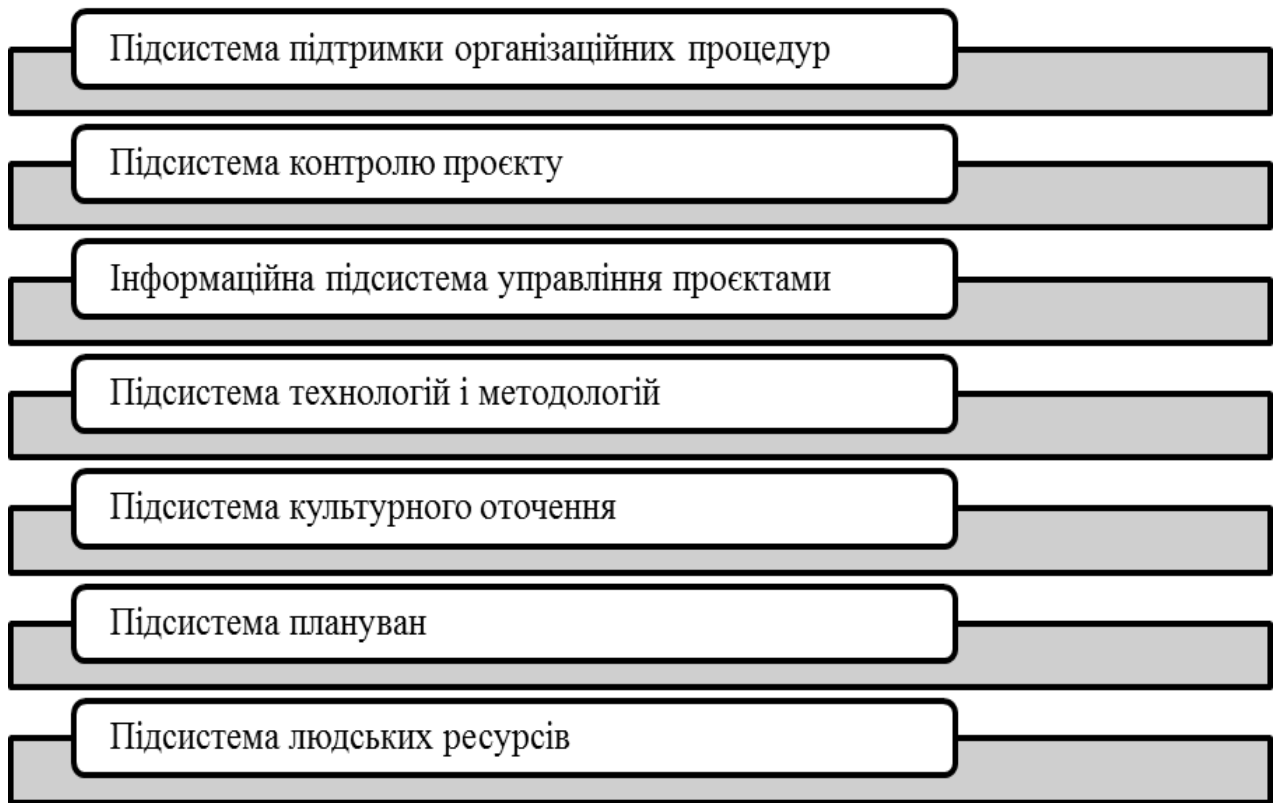 Підсистема підтримки організаційних процедур
Підсистема контролю проєкту
Інформаційна підсистема управління проєктами
Підсистема технологій і методологій
Підсистема культурного оточення
Підсистема плануван
Підсистема людських ресурсів